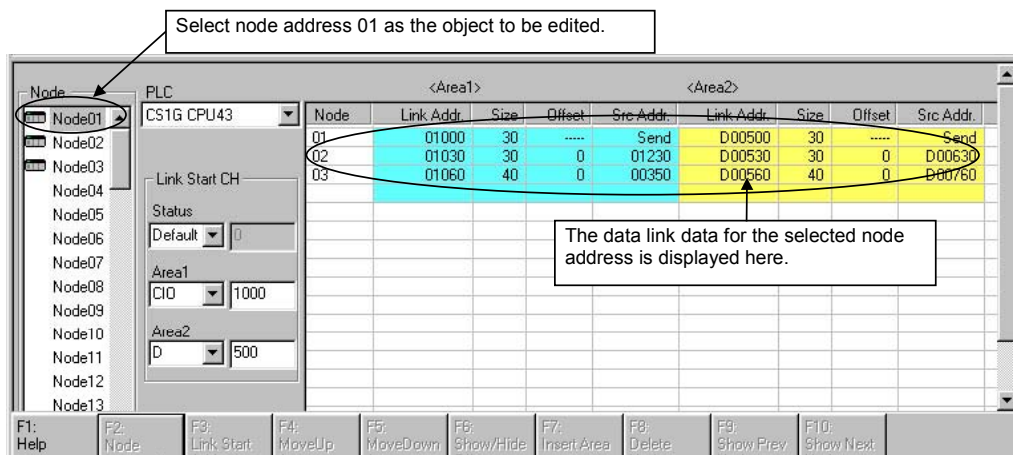 Select node address 01 as the object to be edited.
<Area1> <Area2>
Node PLC
Node01 CS1G CPU43 Node Link Addr. Size Offset Src Addr. Link Addr. Size Offset Src Addr.
01 01000 30 ----- Send D00500 30 ----- Send
Node02 02 01030 30 0 01230 D00530 30 0 D00630
Node03 03 01060 40 0 00350 D00560 40 0 D00760
Link Start CH
Node04
Node05 Status
Node06 Default 0
The data link data for the selected node
address is displayed here.
Node07 Area1
Node08 CIO 1000
Node09
Node10 Area2
Node11 D 500
Node12
Node13
F1: F2: F3: F4: F5: F6: F7: F8: F9: F10:
Help Node Link Start MoveUp MoveDown Show/Hide Insert Area Delete Show Prev Show Next